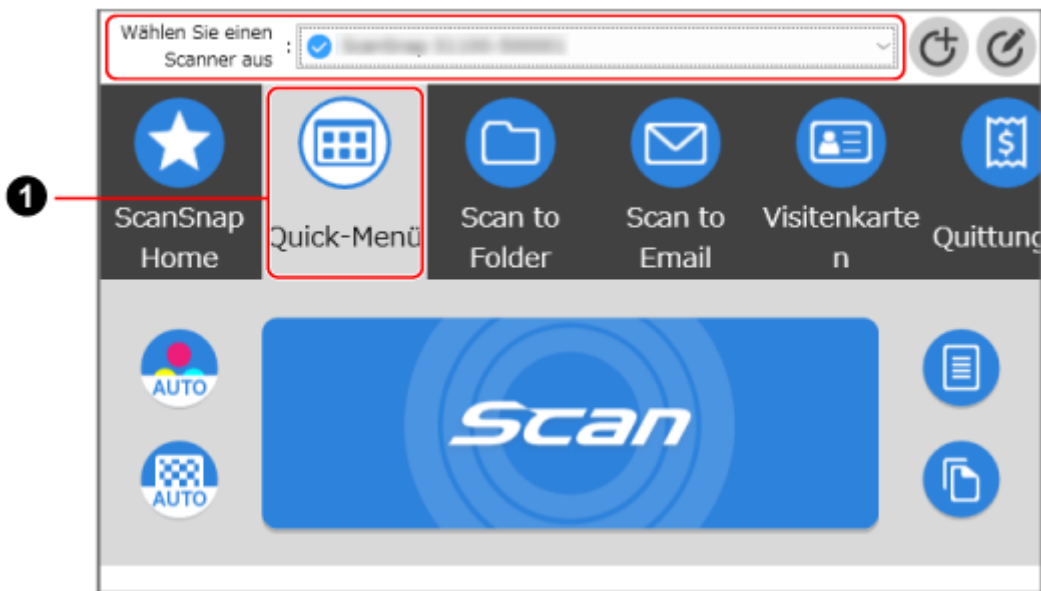 Wählen Sie einen
Scanner aus :
1
ScanSnap
Home
Quick-Menü
Scan to
Folder
Scan to
Email
Visitenkarte
n
Quittung
AUTO
Scan
AUTO